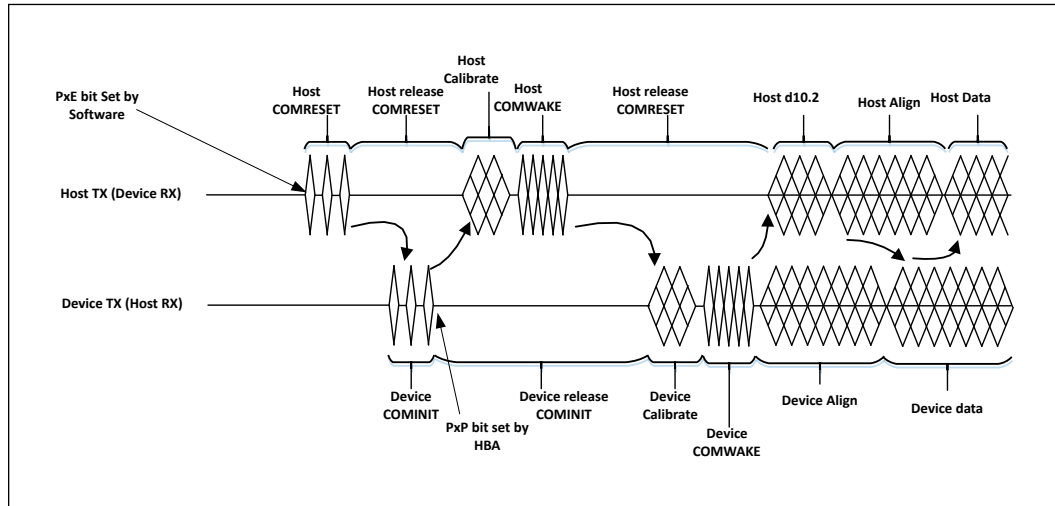 Host
Calibrate
PxE bit Set by
Software
Host
COMRESET
Host release
COMRESET
Host
COMWAKE
Host release
COMRESET
Host d10.2
Host Align
Host Data
Host TX (Device RX)
Device TX (Host RX)
Device
COMINIT
PxP bit set by
HBA
Device release
COMINIT
Device
Calibrate
Device
COMWAKE
Device Align
Device data